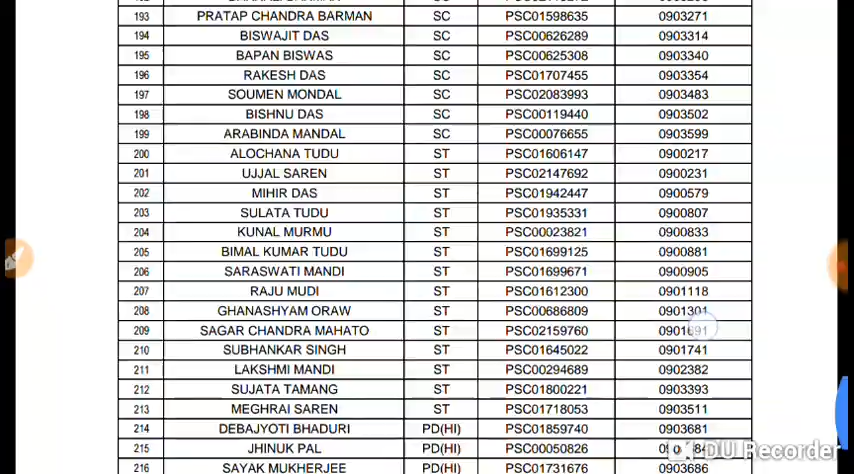 193 PRATAP CHANDRA BARMAN SC PSC01598635 0903271
194 BISWAJIT DAS SC PSC00626289 0903314
195 BAPAN BISWAS SC PSC00625308 0903340
196 RAKESH DAS SC PSC01707455 0903354
197 SOUMEN MONDAL SC PSC02083993 0903483
198 BISHNU DAS SC PSC00119440 0903502
199 ARABINDA MANDAL SC PSC00076655 0903599
200 ALOCHANA TUDU ST PSC01606147 0900217
201 UJJAL SAREN ST PSC02147692 0900231
202 MIHIR DAS ST PSC01942447 0900579
203 SULATA TUDU ST PSC01935331 0900807
204 KUNAL MURMU ST PSC00023821 0900833
205 BIMAL KUMAR TUDU ST PSC01699125 0900881
206 SARASWATI MANDI ST PSC01699671 0900905
207 RAJU MUDI ST PSC01612300 0901118
208 GHANASHYAM ORAW ST PSC00686809 0901301
209 SAGAR CHANDRA MAHATO ST PSC02159760 0901691
210 SUBHANKAR SINGH ST PSC01645022 0901741
211 LAKSHMI MANDI ST PSC00294689 0902382
212 SUJATA TAMANG ST PSC01800221 0903393
213 MEGHRAI SAREN ST PSC01718053 0903511
214 DEBAJYOTI BHADURI PD(HI) PSC01859740 0903681
215 JHINUK PAL PD(HI) PSC00050826
216 SAYAK MUKHERJEE PD(HI) PSC01731676 0903686
DU Recorder